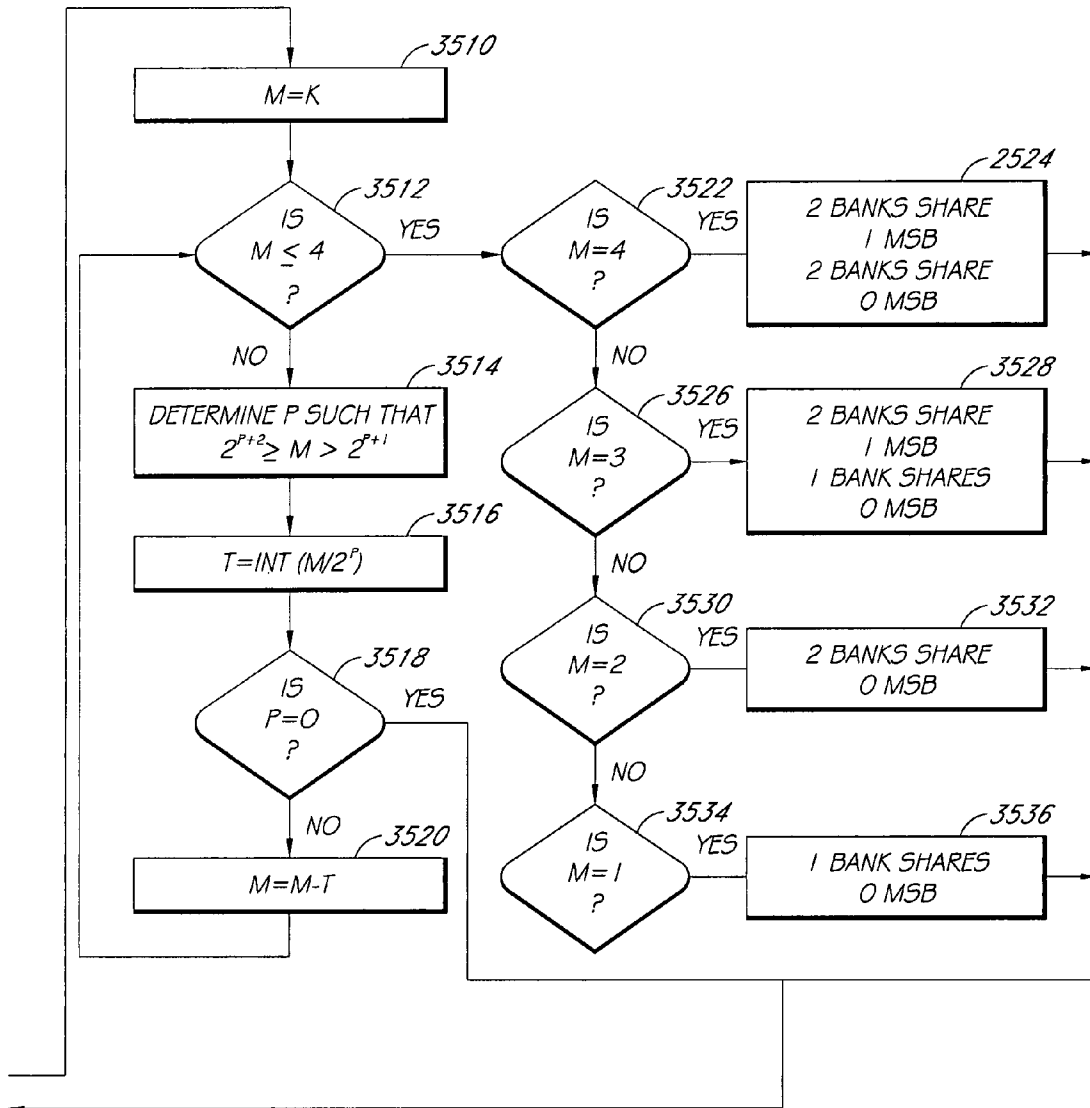 3510
M=K
3512
IS
M ≤ 4
?
YES
NO
3514
DETERMINE P SUCH THAT
2^{P+2} ≥ M > 2^{P+1}
3516
T=INT (M/2^P)
3518
IS
P=0
?
YES
NO
3520
M=M-T
3522
IS
M=4
?
YES
NO
2524
2 BANKS SHARE
1 MSB
2 BANKS SHARE
0 MSB
3526
IS
M=3
?
YES
NO
3528
2 BANKS SHARE
1 MSB
1 BANK SHARES
0 MSB
3530
IS
M=2
?
YES
NO
3532
2 BANKS SHARE
0 MSB
3534
IS
M=1
?
YES
3536
1 BANK SHARES
0 MSB